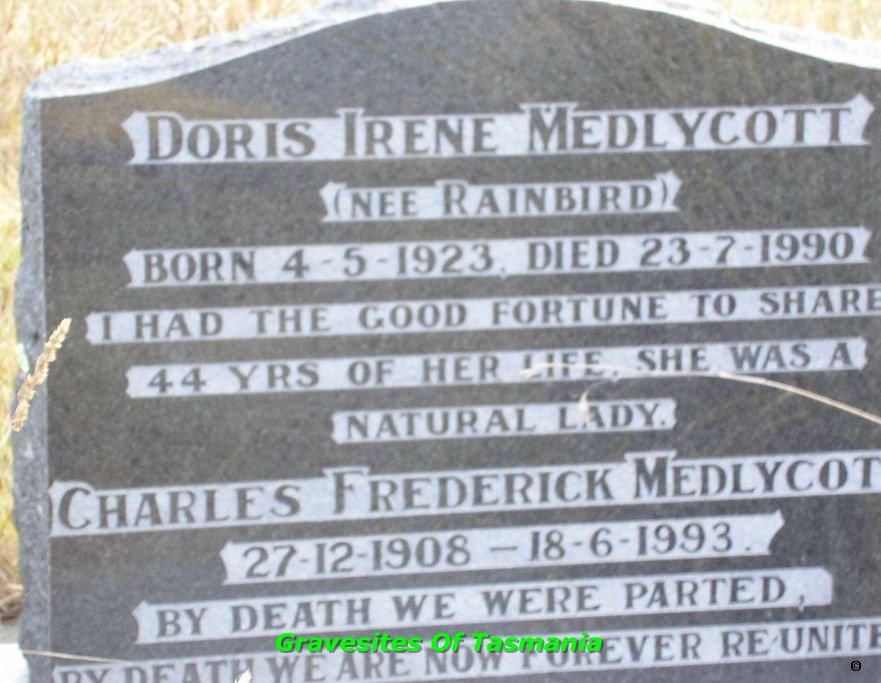 DORIS IRENE MEDLYCOTT
(NEE RAINBIRD)
BORN 4-5-1923, DIED 23-7-1990
I HAD THE GOOD FORTUNE TO SHARE
44 YRS OF HER LIFE, SHE WAS A
NATURAL LADY.
CHARLES FREDERICK MEDLYCOT
27-12-1908 — 18-6-1993.
BY DEATH WE WERE PARTED,
BY DEATH WE ARE NOW FOREVER RE-UNITE
Gravesites Of Tasmania
©